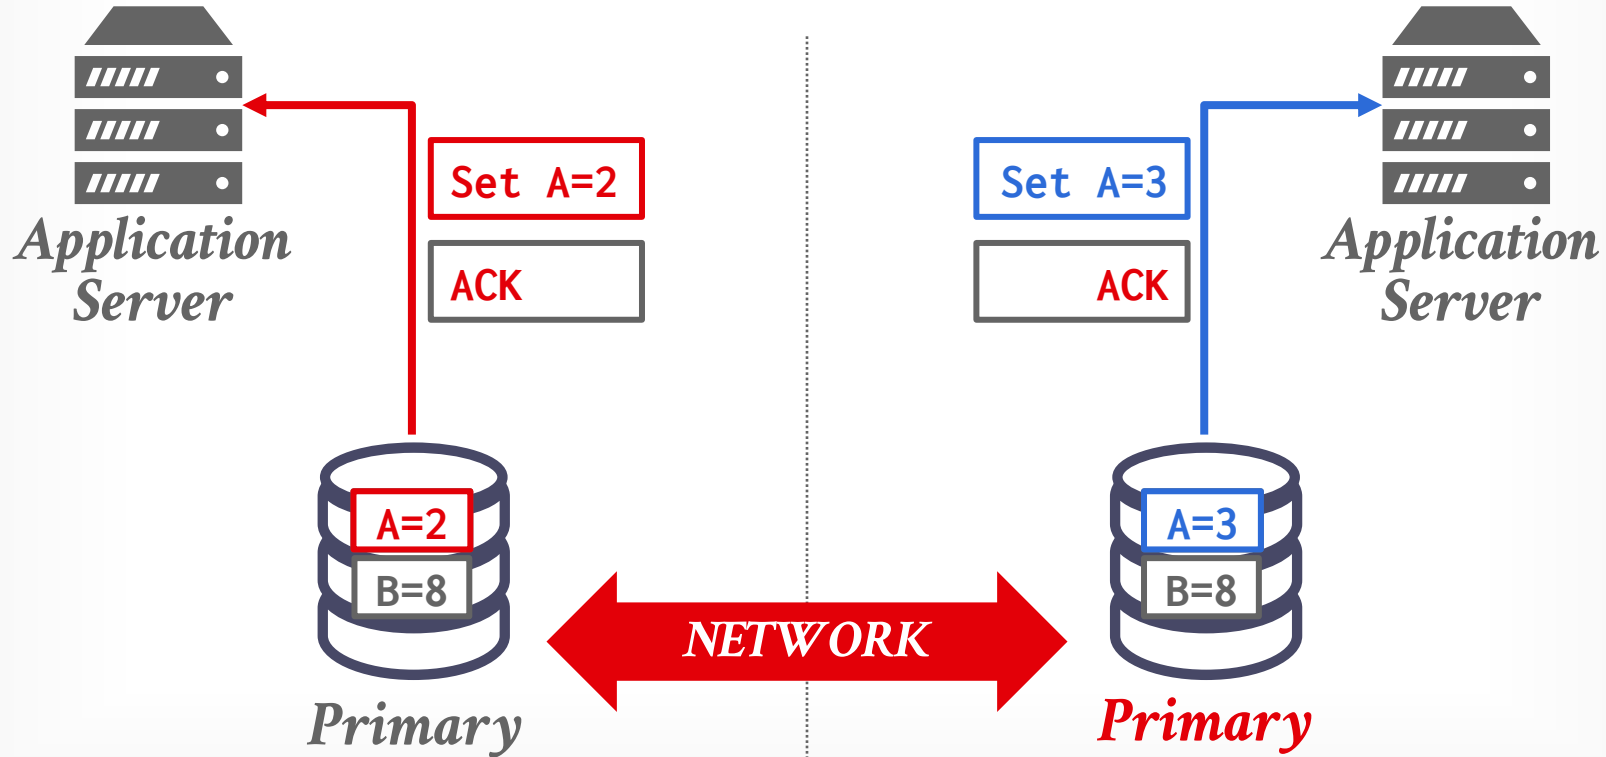 Set A=2
ACK
Application
Server
Set A=3
ACK
Application
Server
A=2
B=8
A=3
B=8
NETWORK
Primary
Primary